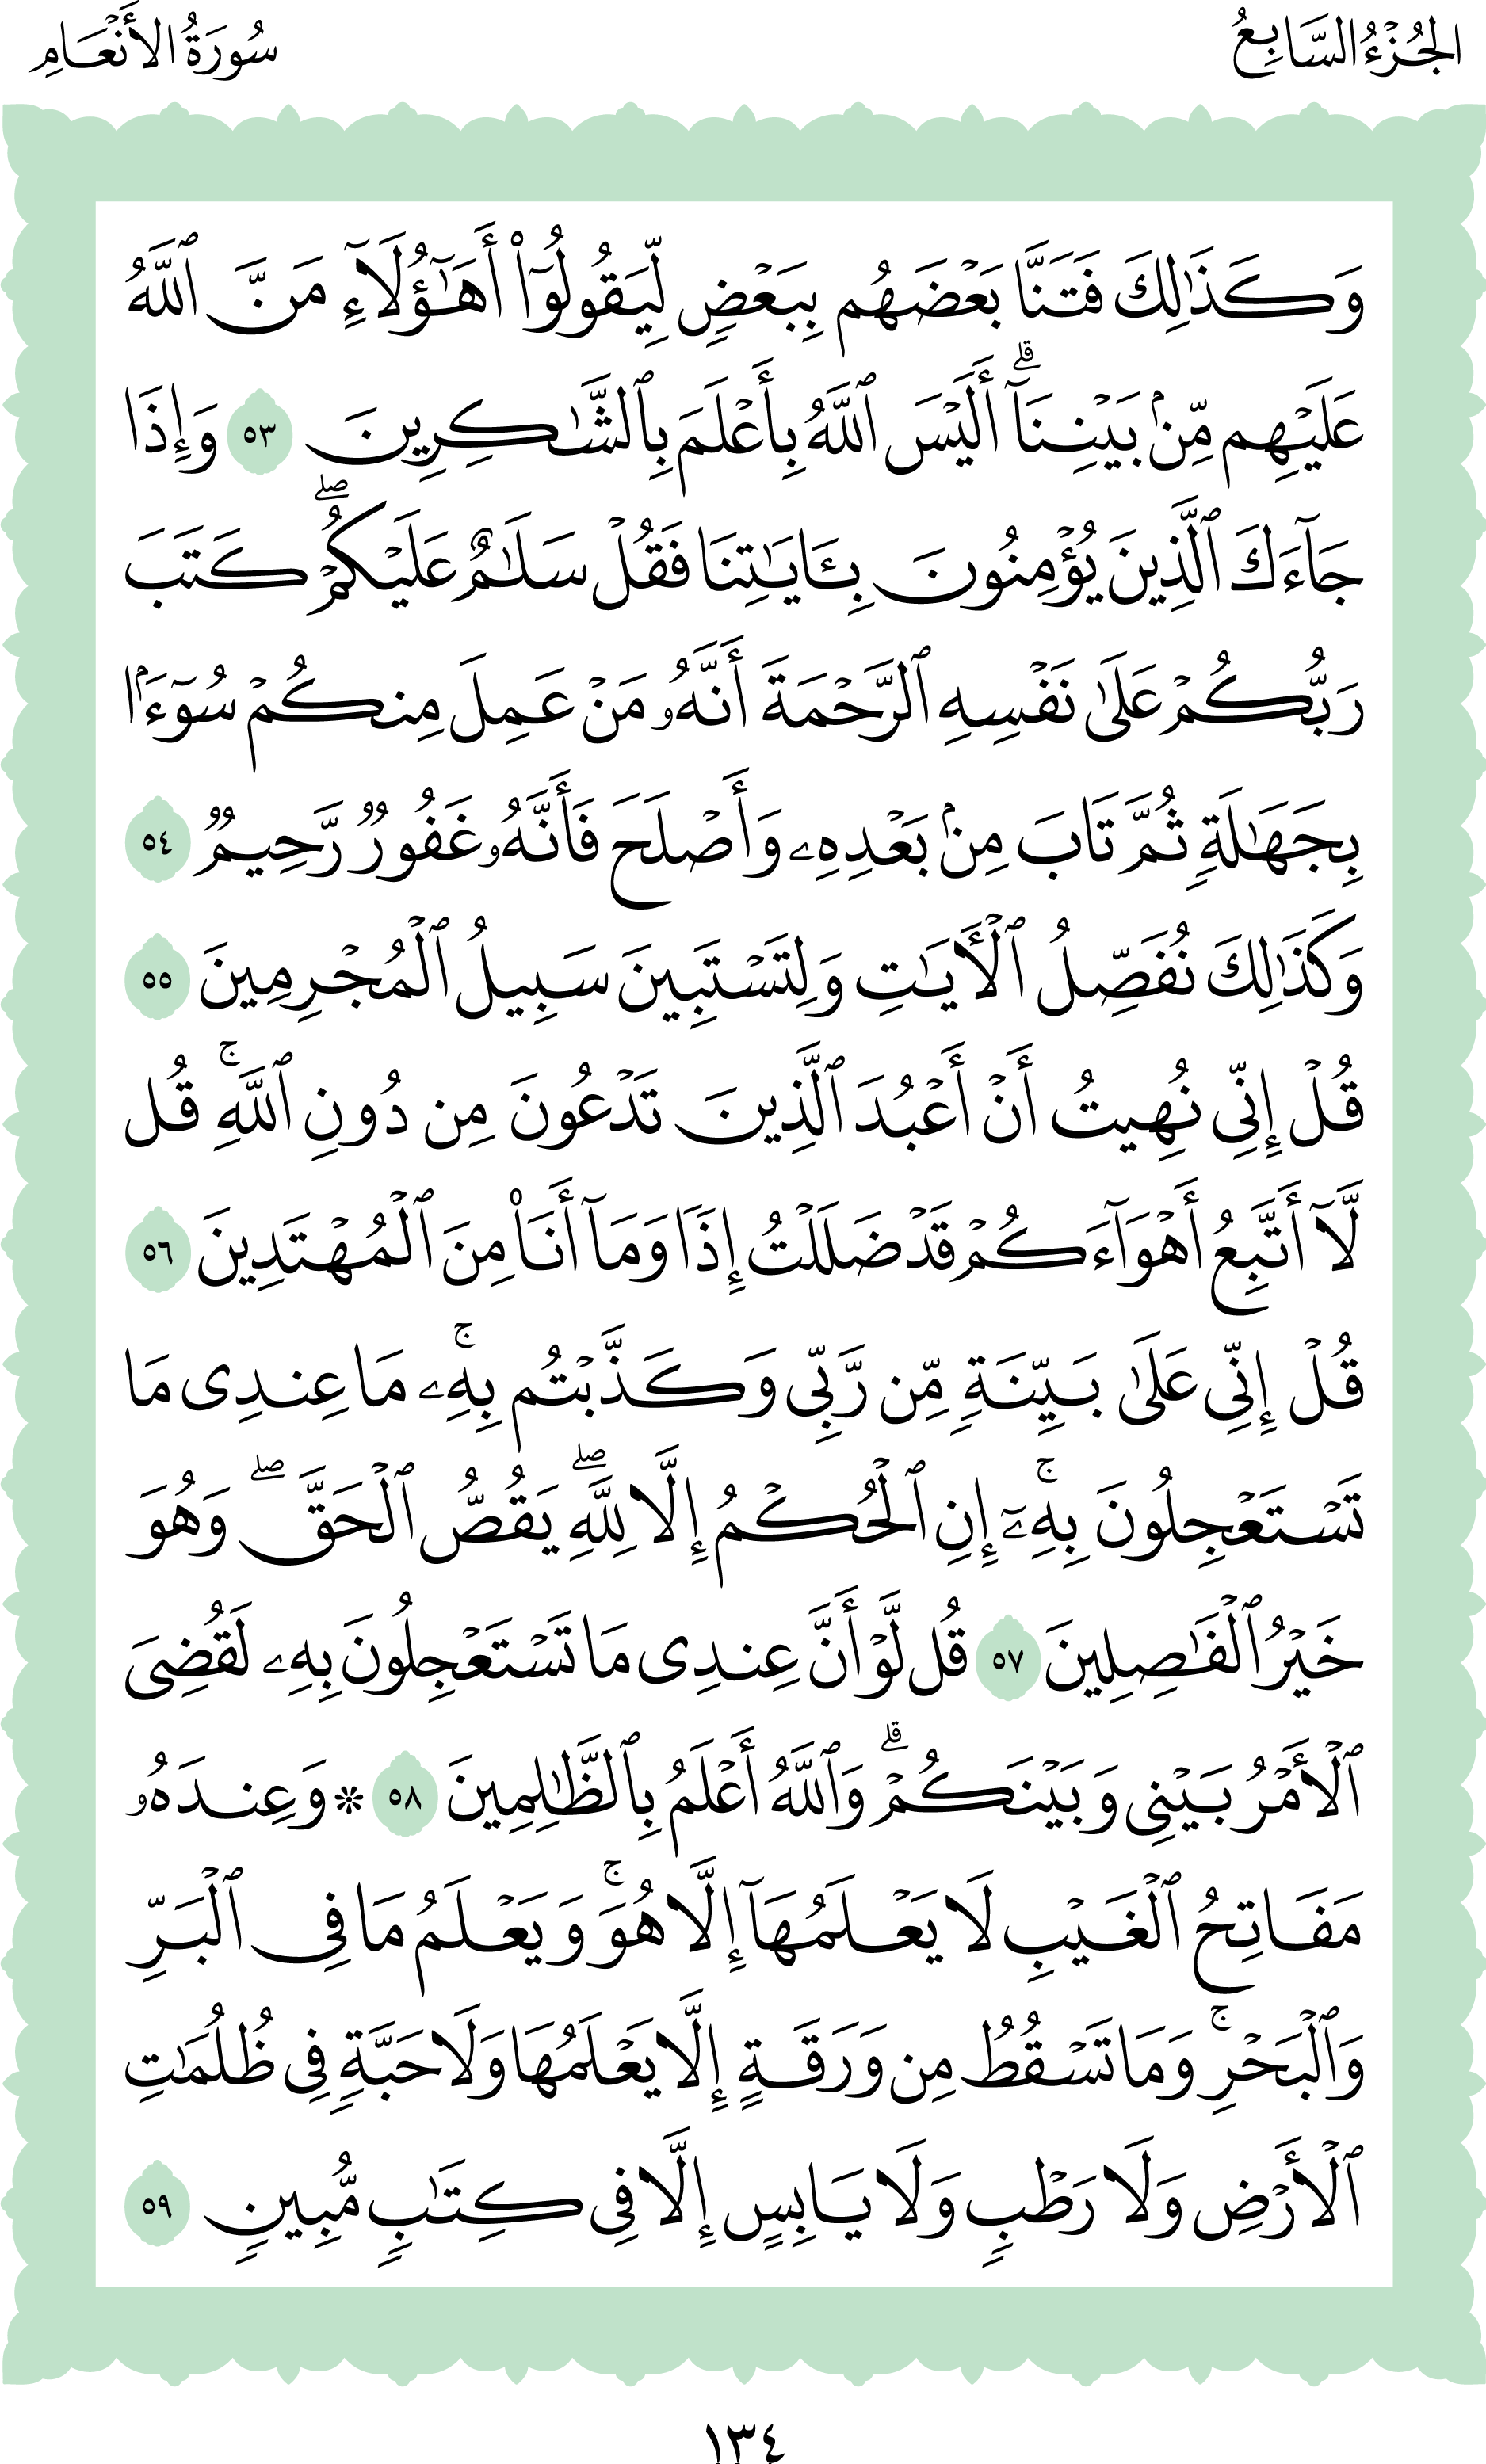 الجُزْءُ السَّابِعُ
سُورَةُ الأَنْعَامِ
وَكَذَٰلِكَ فَتَنَّا بَعْضَهُم بِبَعْضٍ لِّيَقُولُوٓا۟ أَهَٰٓؤُلَآءِ مَنَّ ٱللَّهُ
عَلَيْهِم مِّنۢ بَيْنِنَآ ۗ أَلَيْسَ ٱللَّهُ بِأَعْلَمَ بِٱلشَّٰكِرِينَ ٥٣ وَإِذَا
جَآءَكَ ٱلَّذِينَ يُؤْمِنُونَ بِـَٔايَٰتِنَا فَقُلْ سَلَٰمٌ عَلَيْكُمْ ۖ كَتَبَ
رَبُّكُمْ عَلَىٰ نَفْسِهِ ٱلرَّحْمَةَ أَنَّهُۥ مَنْ عَمِلَ مِنكُمْ سُوٓءًۢا
بِجَهَٰلَةٍ ثُمَّ تَابَ مِنۢ بَعْدِهِۦ وَأَصْلَحَ فَأَنَّهُۥ غَفُورٌ رَّحِيمٌ ٥٤
وَكَذَٰلِكَ نُفَصِّلُ ٱلْـَٔايَٰتِ وَلِتَسْتَبِينَ سَبِيلُ ٱلْمُجْرِمِينَ ٥٥
قُلْ إِنِّى نُهِيتُ أَنْ أَعْبُدَ ٱلَّذِينَ تَدْعُونَ مِن دُونِ ٱللَّهِ ۚ قُل
لَّآ أَتَّبِعُ أَهْوَآءَكُمْ قَدْ ضَلَلْتُ إِذًا وَمَآ أَنَا۠ مِنَ ٱلْمُهْتَدِينَ ٥٦
قُلْ إِنِّى عَلَىٰ بَيِّنَةٍ مِّن رَّبِّى وَكَذَّبْتُم بِهِۦ ۚ مَا عِندِى مَا
تَسْتَعْجِلُونَ بِهِۦٓ ۚ إِنِ ٱلْحُكْمُ إِلَّا لِلَّهِ ۖ يَقُصُّ ٱلْحَقَّ ۖ وَهُوَ
خَيْرُ ٱلْفَٰصِلِينَ ٥٧ قُل لَّوْ أَنَّ عِندِى مَا تَسْتَعْجِلُونَ بِهِۦ لَقُضِىَ
ٱلْأَمْرُ بَيْنِى وَبَيْنَكُمْ ۗ وَٱللَّهُ أَعْلَمُ بِٱلظَّٰلِمِينَ ٥٨ ۞ وَعِندَهُۥ
مَفَاتِحُ ٱلْغَيْبِ لَا يَعْلَمُهَآ إِلَّا هُوَ ۚ وَيَعْلَمُ مَا فِى ٱلْبَرِّ
وَٱلْبَحْرِ ۚ وَمَا تَسْقُطُ مِن وَرَقَةٍ إِلَّا يَعْلَمُهَا وَلَا حَبَّةٍ فِى ظُلُمَٰتِ
ٱلْأَرْضِ وَلَا رَطْبٍ وَلَا يَابِسٍ إِلَّا فِى كِتَٰبٍ مُّبِينٍ ٥٩
١٣٤